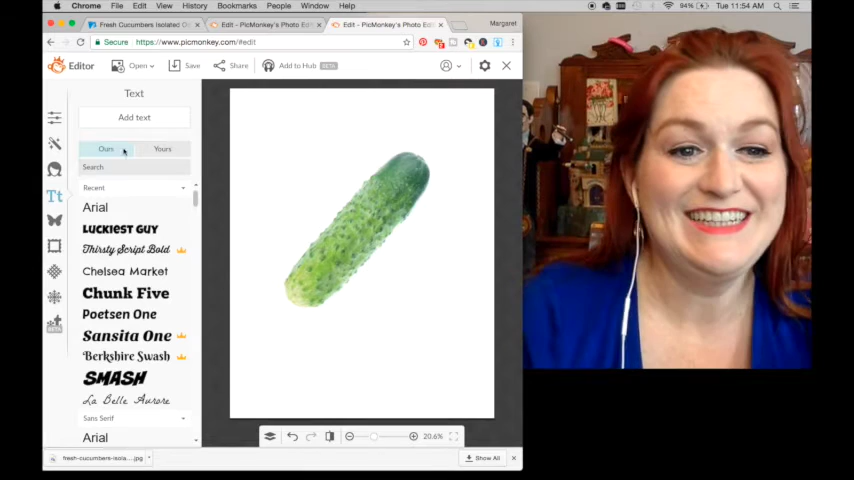 Chrome File Edit View History Bookmarks People Window Help 94% Tue 11:54 AM
Fresh Cucumbers Isolated O Edit - PicMonkey's Photo Edit Edit - PicMonkey's Photo Edit Margaret
Secure https://www.picmonkey.com/#edit
Editor Open Save Share Add to Hub BETA
Text
Add text
Ours Yours
Search
Recent
Arial
LUCKIEST GUY
Thirsty Script Bold
Chelsea Market
Chunk Five
Poetsen One
Sansita One
Berkshire Swash
SMASH
La Belle Aurore
Sans Serif
Arial
Tt
BETA
20.6%
fresh-cucumbers-isola....jpg Show All